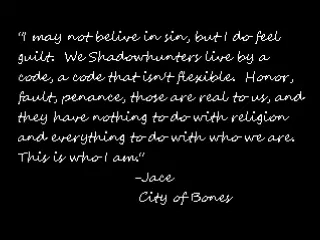 "I may not belive in sin, but I do feel
guilt. We Shadowhunters live by a
code, a code that isn't flexible. Honor,
fault, penance, those are real to us, and
they have nothing to do with religion
and everything to do with who we are.
This is who I am."
-Jace
City of Bones